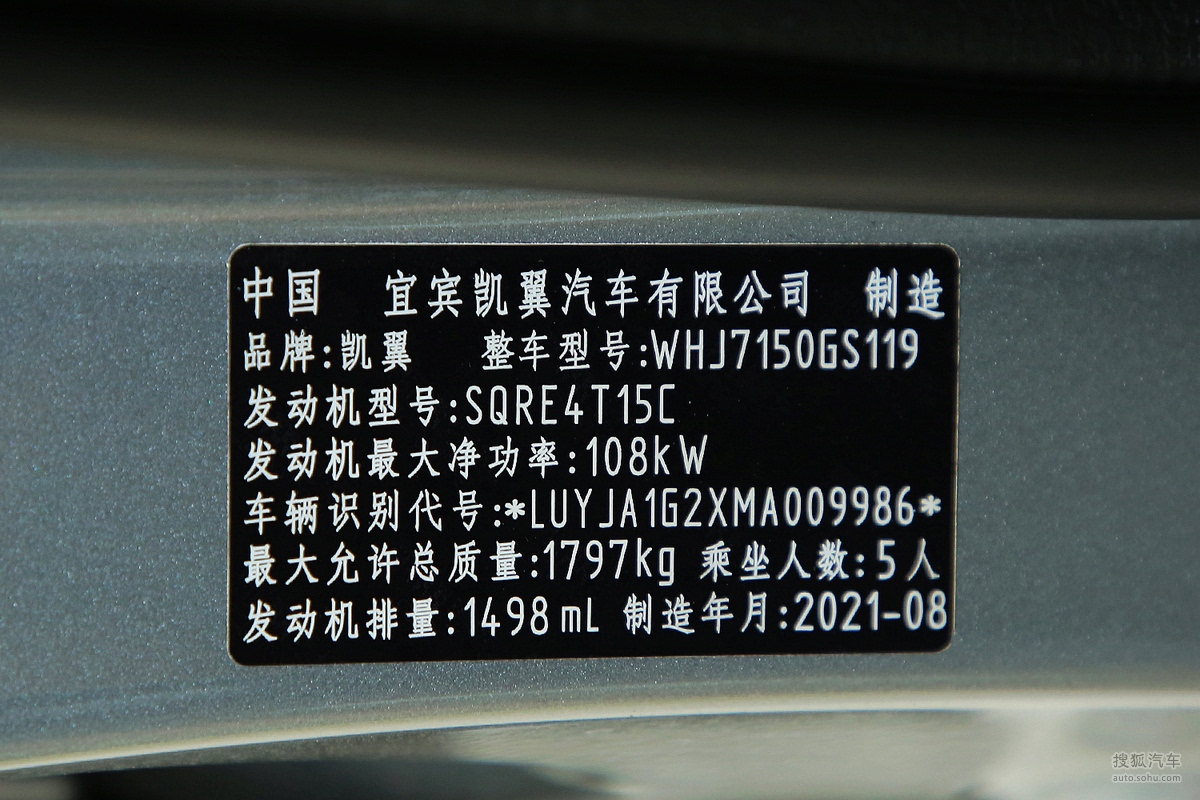 中国 宜宾凯翼汽车有限公司 制造
品牌:凯翼 整车型号:WHJ7150GS119
发动机型号:SQRE4T15C
发动机最大净功率:108kW
车辆识别代号:*LUYJA1G2XMA009986*
最大允许总质量:1797kg 乘坐人数:5人
发动机排量:1498mL 制造年月:2021-08
搜狐汽车
auto.sohu.com